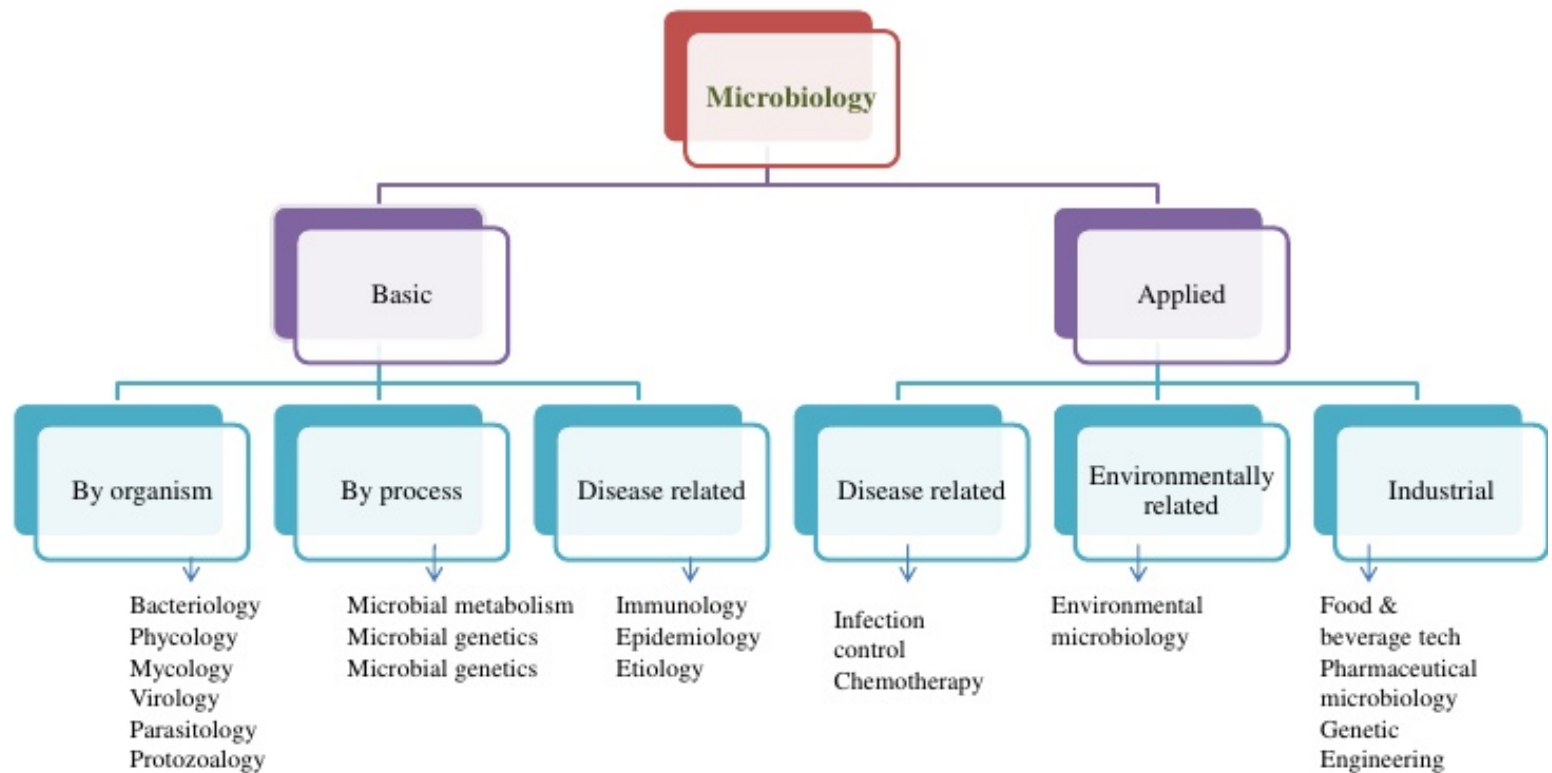 Microbiology
Basic
Applied
By organism
By process
Disease related
Disease related
Environmentally
related
Industrial
Bacteriology
Phycology
Mycology
Virology
Parasitology
Protozoalogy
Microbial metabolism
Microbial genetics
Microbial genetics
Immunology
Epidemiology
Etiology
Infection
control
Chemotherapy
Environmental
microbiology
Food &
beverage tech
Pharmaceutical
microbiology
Genetic
Engineering